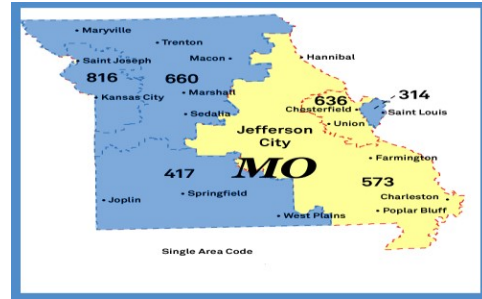 Maryville
Trenton
Macon
Hannibal
Saint Joseph
816
660
Kansas City
Marshall
636
314
Chesterfield
Saint Louis
Sedalia
Union
Jefferson
City
MO
Farmington
417
573
Joplin
Springfield
Charleston
West Plains
Poplar Bluff
Single Area Code